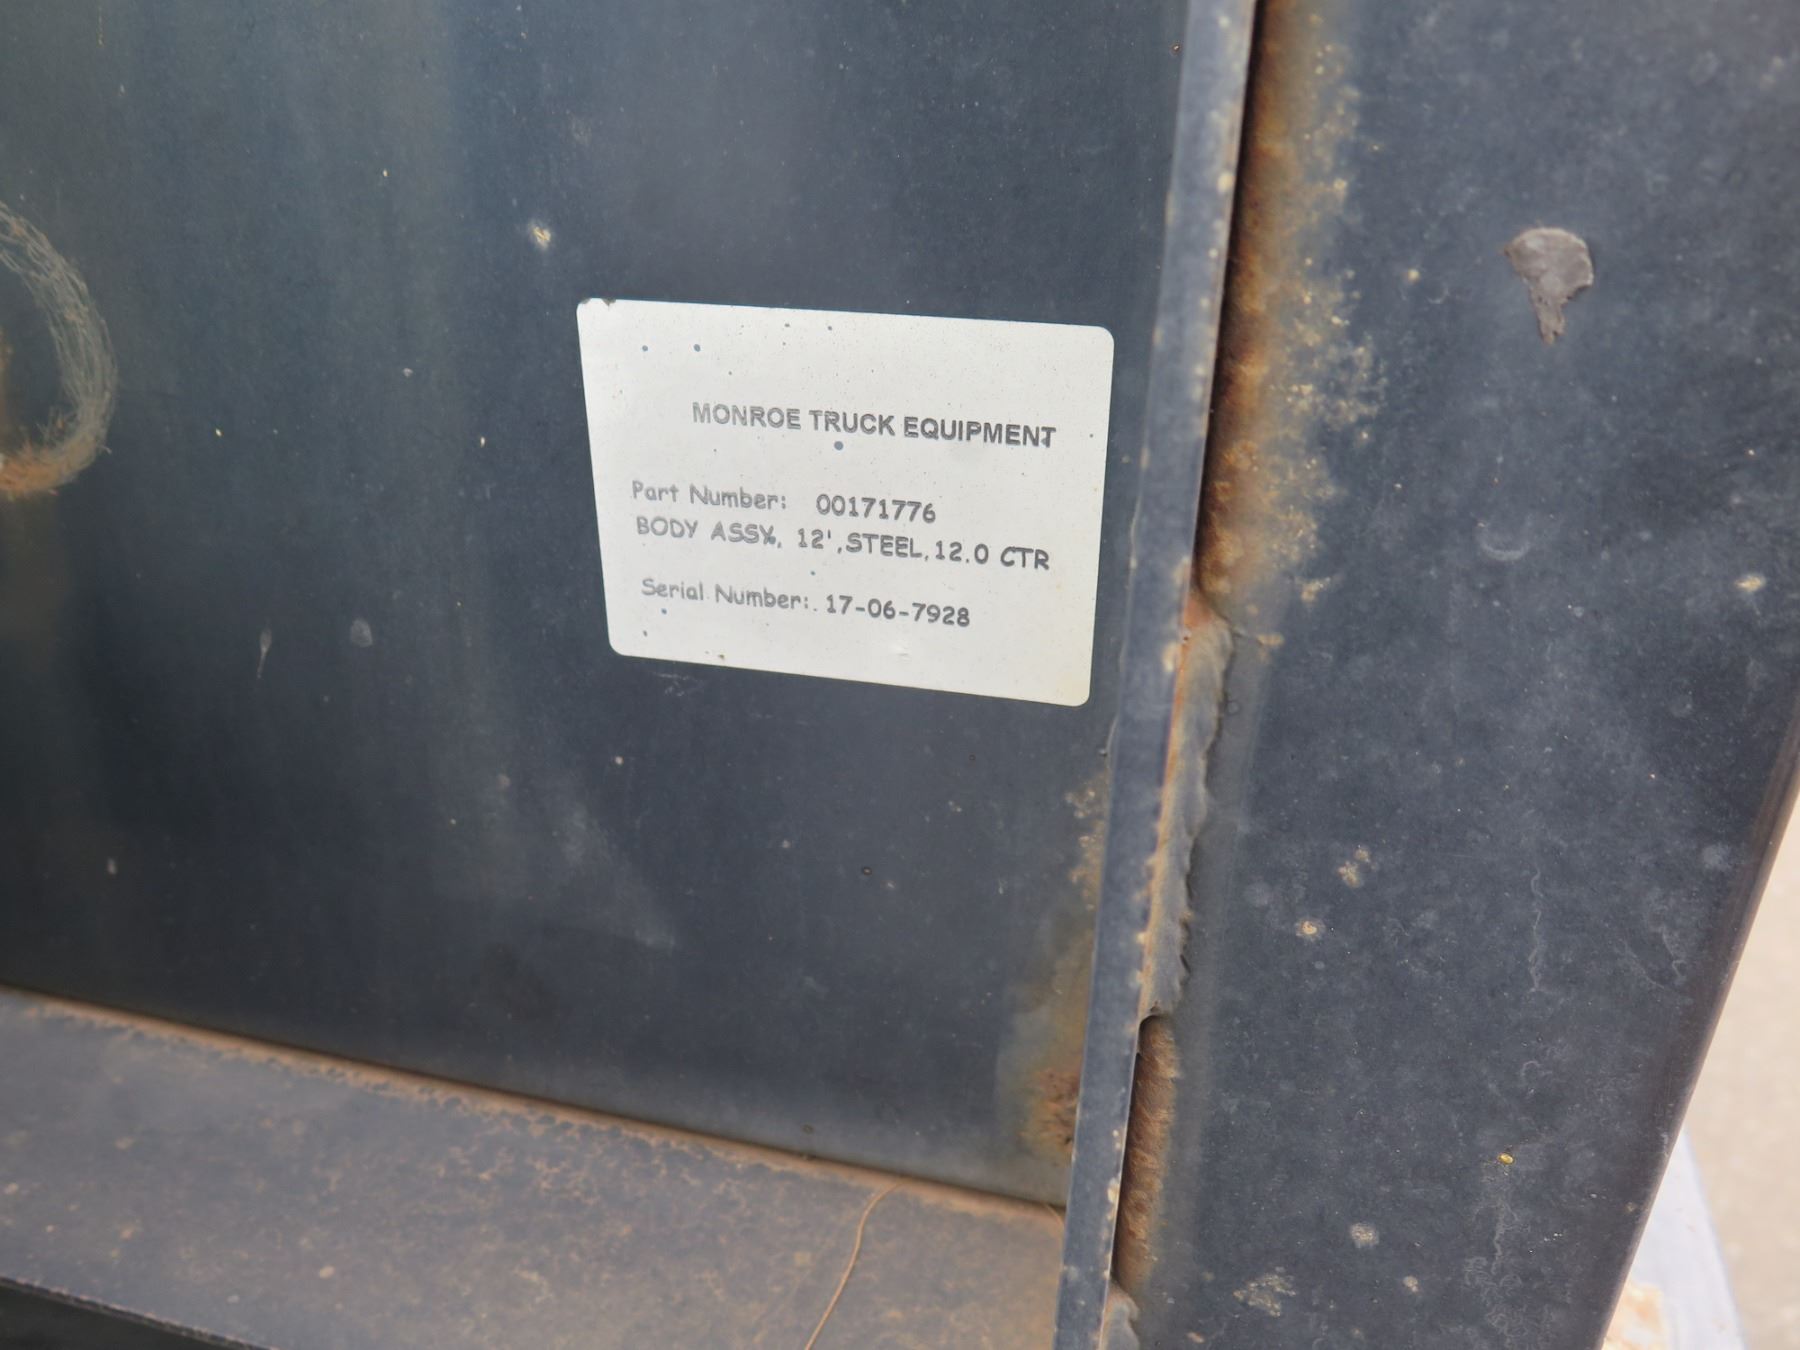 MONROE TRUCK EQUIPMENT
Part Number: 00171776
BODY ASSY, 12', STEEL, 12.0 CTR
Serial Number: 17-06-7928